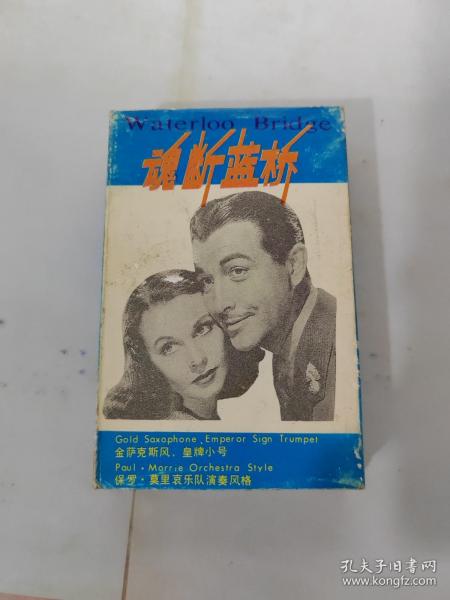 Waterloo Bridge
魂断蓝桥
Gold Saxophone、Emperor Sign Trumpet
金萨克斯风、皇牌小号
Paul·Morrie Orchestra Style
保罗·莫里哀乐队演奏风格
孔夫子旧书网
www.kongfz.com